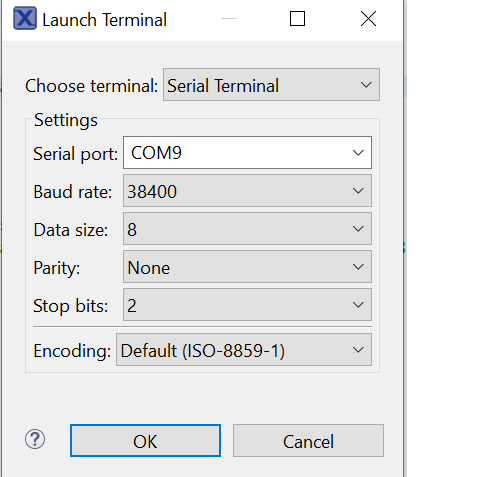 Launch Terminal
Choose terminal: Serial Terminal
Settings
Serial port: COM9
Baud rate: 38400
Data size: 8
Parity: None
Stop bits: 2
Encoding: Default (ISO-8859-1)
? OK Cancel